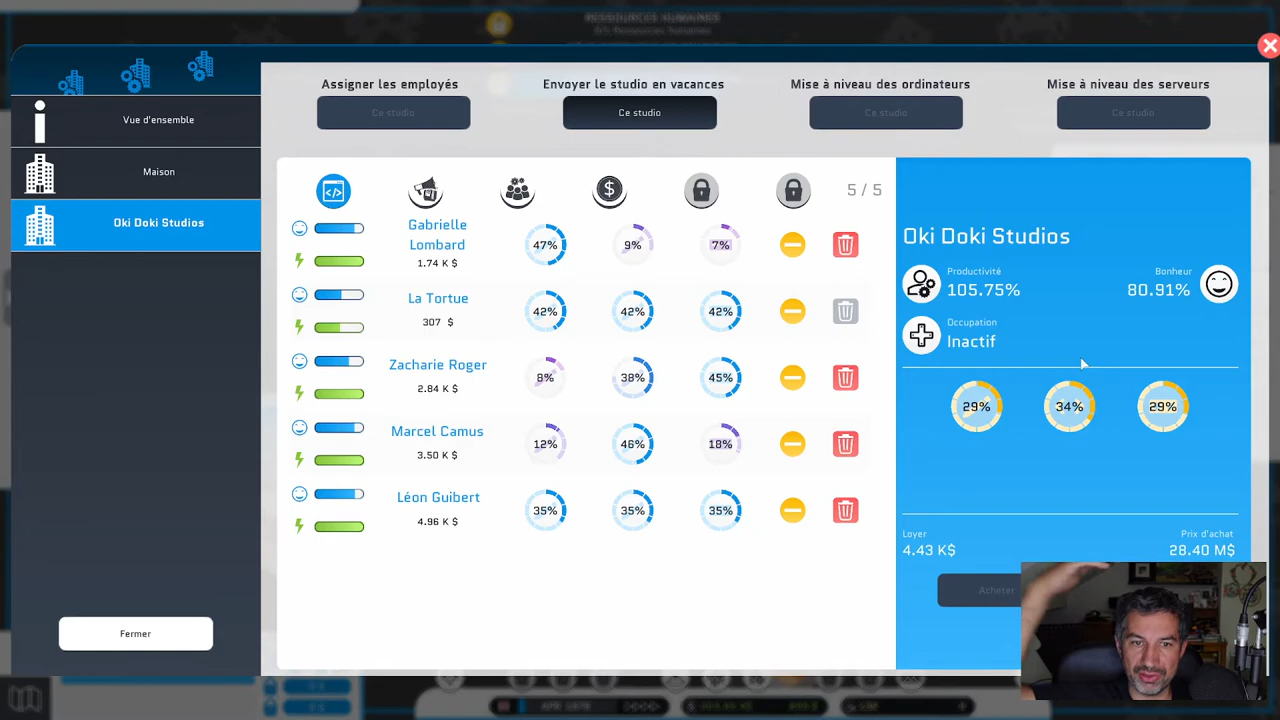 RESSOURCES HUMAINES
Assigner les employés
Ce studio
Envoyer le studio en vacances
Ce studio
Mise à niveau des ordinateurs
Ce studio
Mise à niveau des serveurs
Ce studio
Vue d'ensemble
Maison
Oki Doki Studios
Fermer
5 / 5
Gabrielle
Lombard
1.74 K $
47%
9%
7%
La Tortue
307 $
42%
42%
42%
Zacharie Roger
2.84 K $
8%
38%
45%
Marcel Camus
3.50 K $
12%
46%
18%
Léon Guibert
4.96 K $
35%
35%
35%
Oki Doki Studios
Productivité
105.75%
Bonheur
80.91%
Occupation
Inactif
29%
34%
29%
Loyer
4.43 K$
Prix d'achat
28.40 M$
Acheter